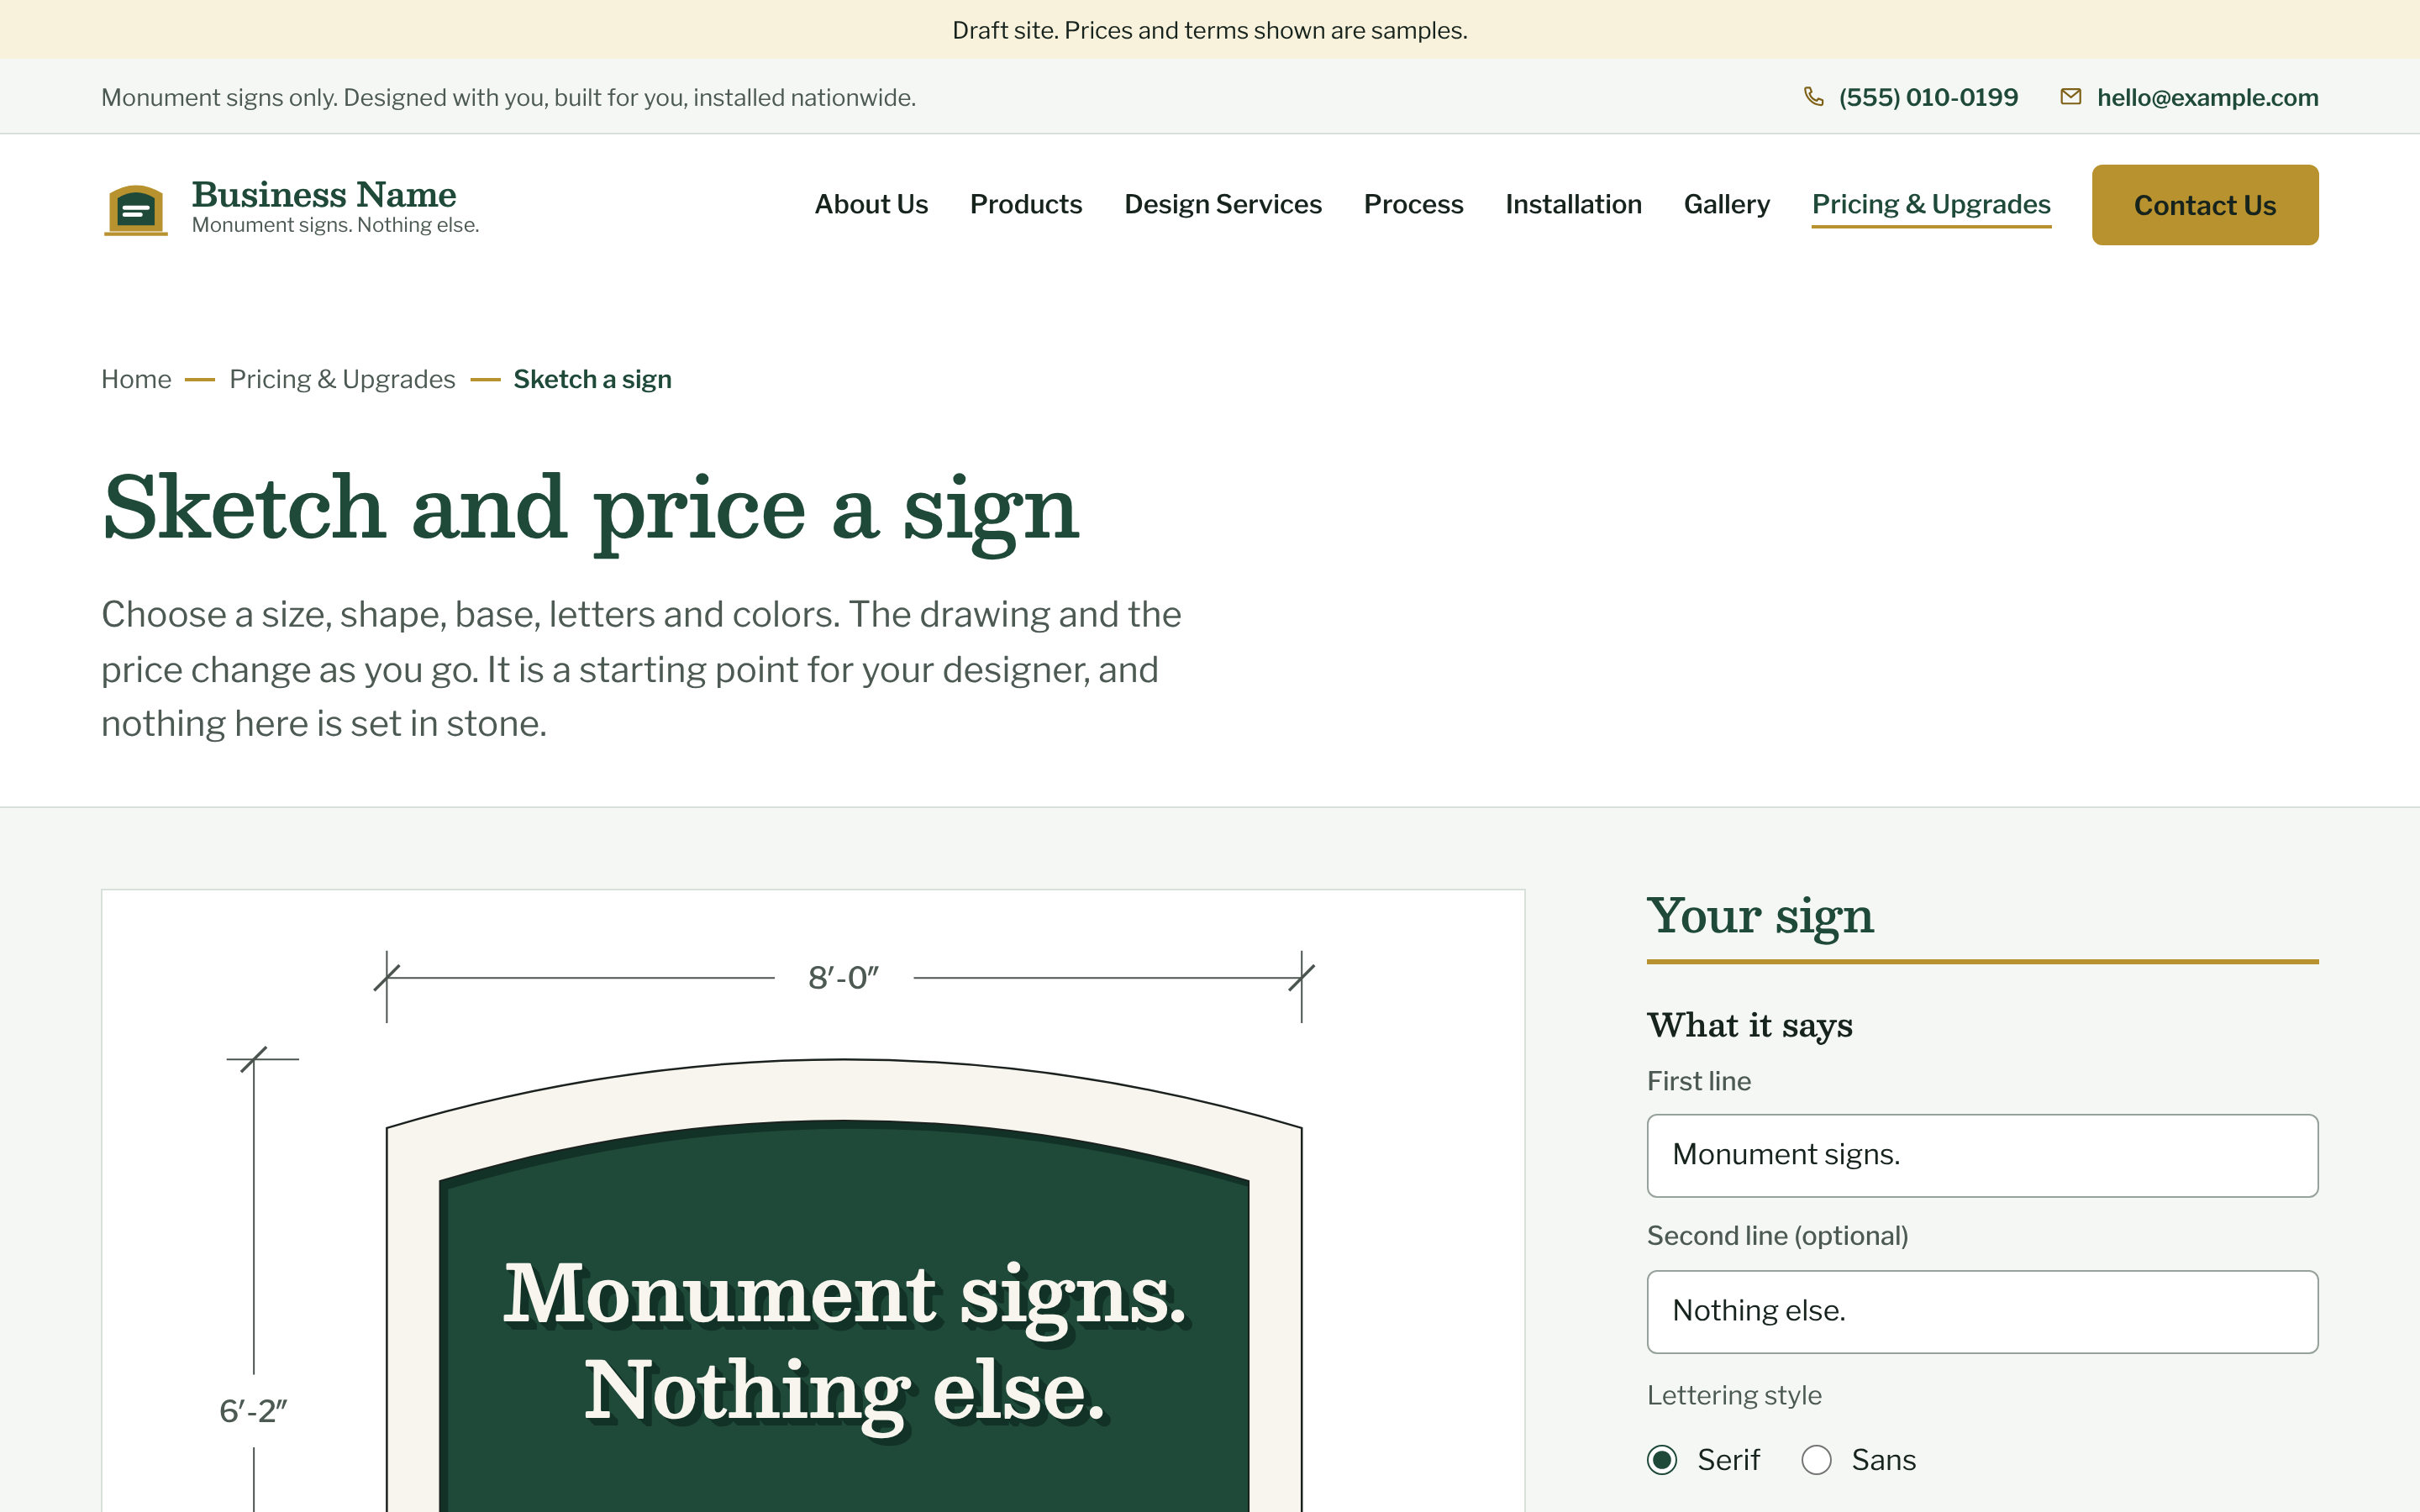 Draft site. Prices and terms shown are samples.
Monument signs only. Designed with you, built for you, installed nationwide.
(555) 010-0199
hello@example.com
Business Name
Monument signs. Nothing else.
About Us
Products
Design Services
Process
Installation
Gallery
Pricing & Upgrades
Contact Us
Home — Pricing & Upgrades — Sketch a sign
Sketch and price a sign
Choose a size, shape, base, letters and colors. The drawing and the
price change as you go. It is a starting point for your designer, and
nothing here is set in stone.
8′-0″
6′-2″
Monument signs.
Nothing else.
Your sign
What it says
First line
Monument signs.
Second line (optional)
Nothing else.
Lettering style
Serif
Sans